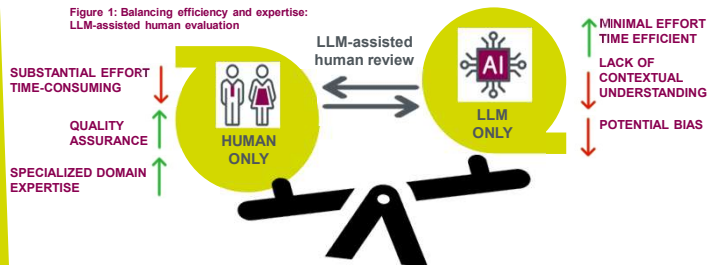 Figure 1: Balancing efficiency and expertise:
LLM-assisted human evaluation
SUBSTANTIAL EFFORT
TIME-CONSUMING
QUALITY
ASSURANCE
SPECIALIZED DOMAIN
EXPERTISE
HUMAN
ONLY
LLM-assisted
human review
AI
LLM
ONLY
MINIMAL EFFORT
TIME EFFICIENT
LACK OF
CONTEXTUAL
UNDERSTANDING
POTENTIAL BIAS